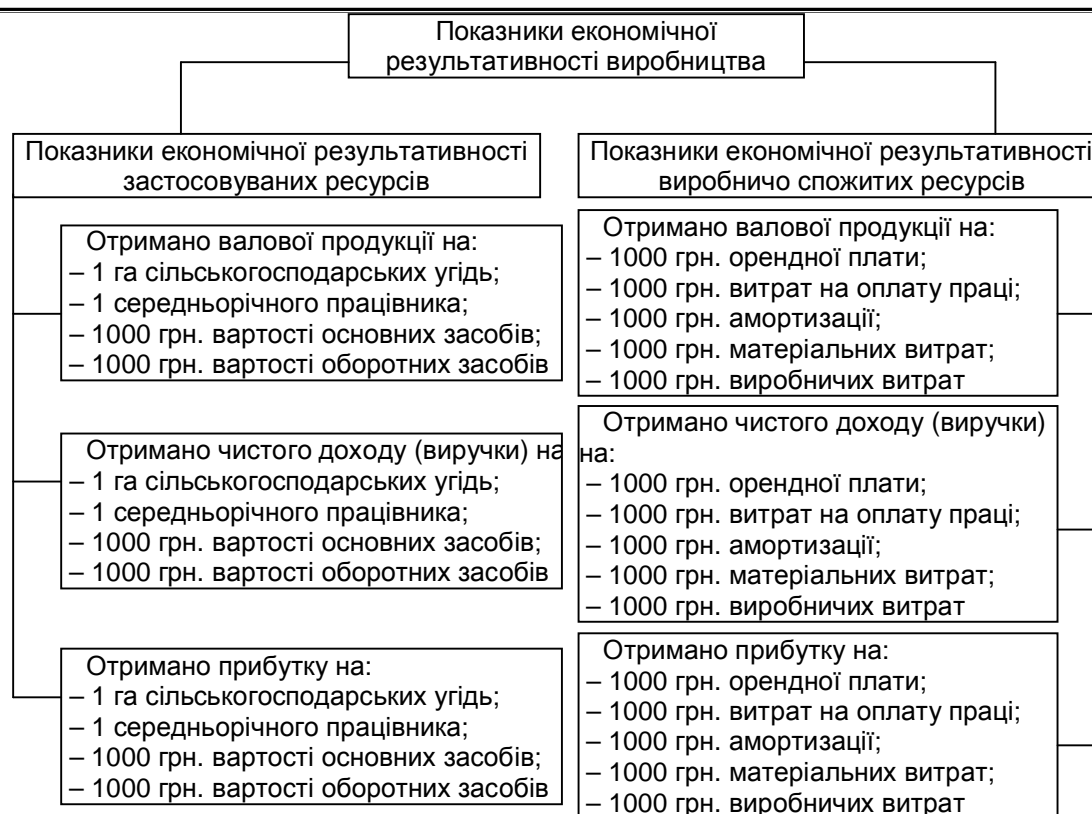 Показники економічної
результативності виробництва
Показники економічної результативності
застосовуваних ресурсів
Отримано валової продукції на:
– 1 га сільськогосподарських угідь;
– 1 середньорічного працівника;
– 1000 грн. вартості основних засобів;
– 1000 грн. вартості оборотних засобів
Отримано чистого доходу (виручки) на
– 1 га сільськогосподарських угідь;
– 1 середньорічного працівника;
– 1000 грн. вартості основних засобів;
– 1000 грн. вартості оборотних засобів
Отримано прибутку на:
– 1 га сільськогосподарських угідь;
– 1 середньорічного працівника;
– 1000 грн. вартості основних засобів;
– 1000 грн. вартості оборотних засобів
Показники економічної результативності
виробничо спожитих ресурсів
Отримано валової продукції на:
– 1000 грн. орендної плати;
– 1000 грн. витрат на оплату праці;
– 1000 грн. амортизації;
– 1000 грн. матеріальних витрат;
– 1000 грн. виробничих витрат
Отримано чистого доходу (виручки)
на:
– 1000 грн. орендної плати;
– 1000 грн. витрат на оплату праці;
– 1000 грн. амортизації;
– 1000 грн. матеріальних витрат;
– 1000 грн. виробничих витрат
Отримано прибутку на:
– 1000 грн. орендної плати;
– 1000 грн. витрат на оплату праці;
– 1000 грн. амортизації;
– 1000 грн. матеріальних витрат;
– 1000 грн. виробничих витрат